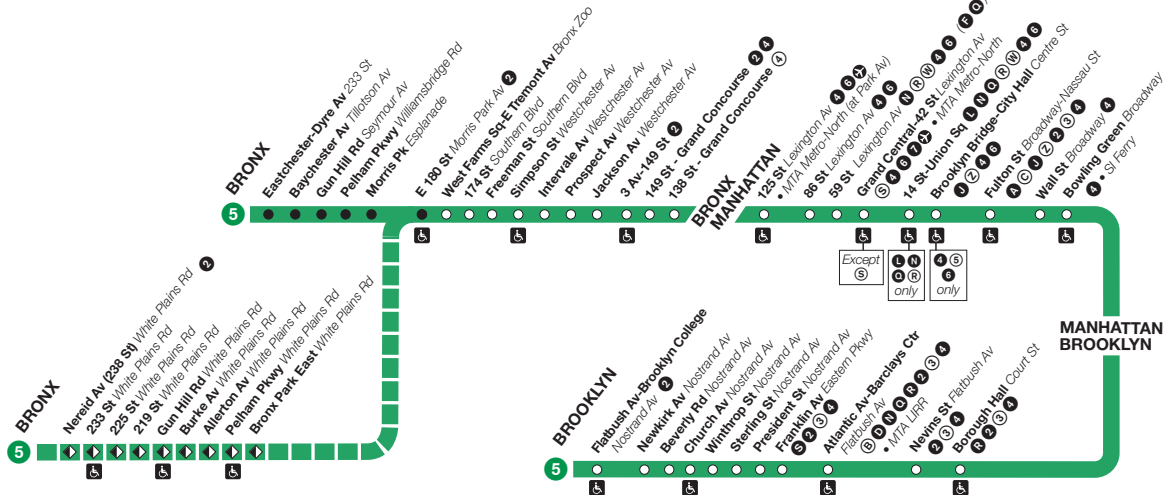 BRONX
5
Eastchester-Dyre Av 233 St
Baychester Av Tillotson Av
Gun Hill Rd Seymour Av
Pelham Pkwy Williamsbridge Rd
Morris Pk Esplanade
E 180 St Morris Park Av 2
West Farms Sq-E Tremont Av Bronx Zoo
174 St Southern Blvd
Freeman St Southern Blvd
Simpson St Westchester Av
Intervale Av Westchester Av
Prospect Av Westchester Av
Jackson Av Westchester Av
3 Av-149 St 2
149 St - Grand Concourse 2 4
138 St - Grand Concourse 4
BRONX
MANHATTAN
125 St Lexington Av 4 6
• MTA Metro-North (at Park Av)
86 St Lexington Av 4 6
59 St Lexington Av N R W 4 6 (F Q)
Grand Central-42 St Lexington Av
S 4 6 7 • MTA Metro-North
14 St-Union Sq L N Q R W 4 6
Brooklyn Bridge-City Hall Centre St
J Z 4 6
Fulton St Broadway-Nassau St
A C J Z 2 3 4
Wall St Broadway 4
Bowling Green Broadway
4 • SI Ferry
Except
S
L N
Q R
only
4 5
6
only
MANHATTAN
BROOKLYN
BRONX
5
Nereid Av (238 St) White Plains Rd 2
233 St White Plains Rd
225 St White Plains Rd
219 St White Plains Rd
Gun Hill Rd White Plains Rd
Burke Av White Plains Rd
Allerton Av White Plains Rd
Pelham Pkwy White Plains Rd
Bronx Park East White Plains Rd
BROOKLYN
5
Flatbush Av-Brooklyn College
Nostrand Av 2
Newkirk Av Nostrand Av
Beverly Rd Nostrand Av
Church Av Nostrand Av
Winthrop St Nostrand Av
Sterling St Nostrand Av
President St Nostrand Av
Franklin Av Eastern Pkwy
S 2 3 4
Atlantic Av-Barclays Ctr
Flatbush Av
B D N Q R 2 3 4
• MTA LIRR
Nevins St Flatbush Av
2 3 4
Borough Hall Court St
R 2 3 4